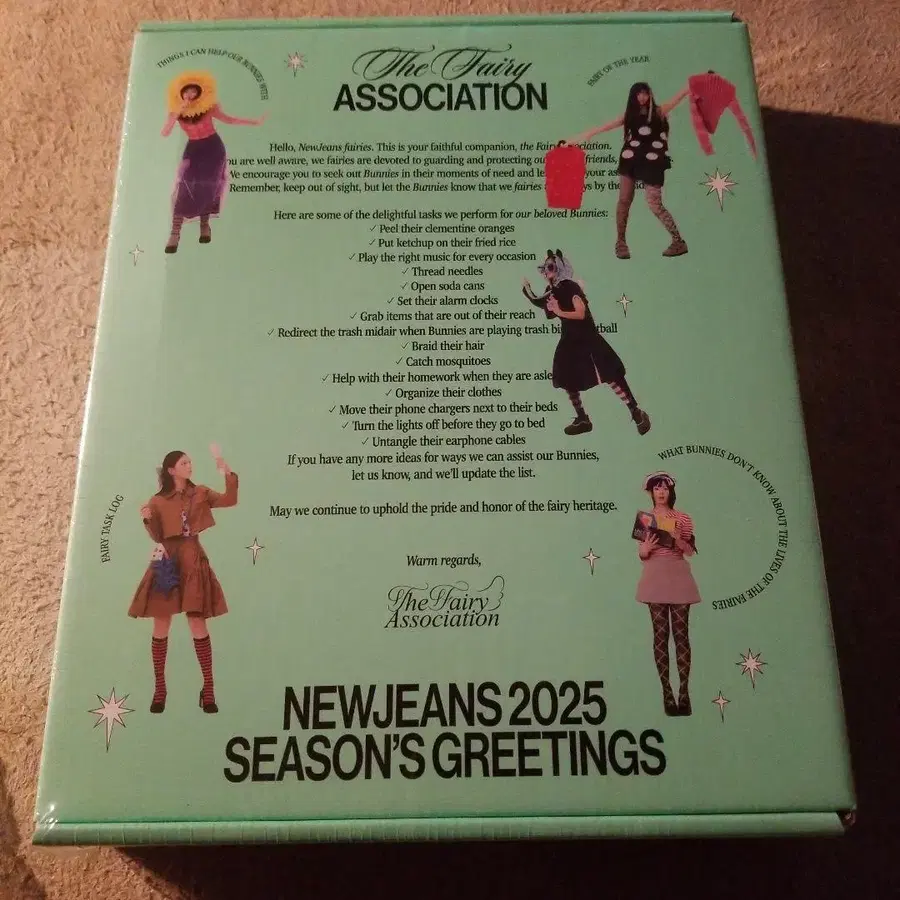 THINGS I CAN HELP OUR BUNNIES WITH
The Fairy
ASSOCIATION
FAIRY OF THE YEAR
Hello, NewJeans fairies. This is your faithful companion, the Fairy
are well aware, we fairies are devoted to guarding and protecting friends,
We encourage you to seek out Bunnies in their moments of need and your
Remember, keep out of sight, but let the Bunnies know that we fairies by
Here are some of the delightful tasks we perform for our beloved Bunnies:
✓ Peel their clementine oranges
✓ Put ketchup on their fried rice
✓ Play the right music for every occasion
✓ Thread needles
✓ Open soda cans
✓ Set their alarm clocks
✓ Grab items that are out of their reach
✓ Redirect the trash midair when Bunnies are playing trash
✓ Braid their hair
✓ Catch mosquitoes
✓ Help with their homework when they are
✓ Organize their clothes
✓ Move their phone chargers next to their beds
✓ Turn the lights off before they go to bed
✓ Untangle their earphone cables
If you have any more ideas for ways we can assist our Bunnies,
let us know, and we'll update the list.
WHAT BUNNIES DON'T KNOW ABOUT THE LIVES OF THE FAIRIES
FAIRY TASK LOG
May we continue to uphold the pride and honor of the fairy heritage.
Warm regards,
The Fairy
Association
NEWJEANS 2025
SEASON'S GREETINGS